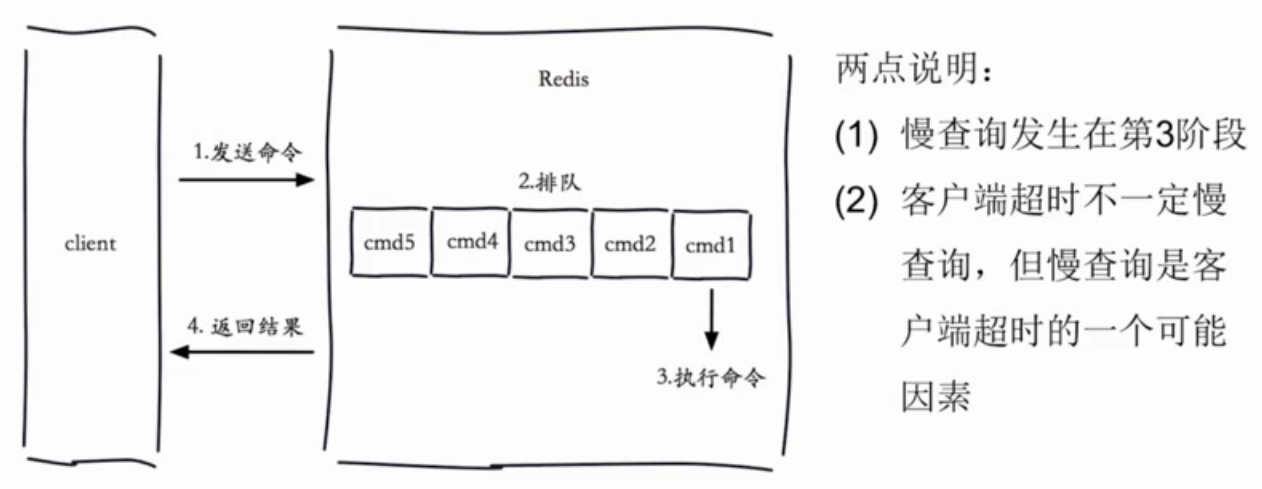 Redis
1.发送命令
2.排队
client
cmd5
cmd4
cmd3
cmd2
cmd1
4. 返回结果
3.执行命令
两点说明：
(1) 慢查询发生在第3阶段
(2) 客户端超时不一定慢
查询，但慢查询是客
户端超时的一个可能
因素